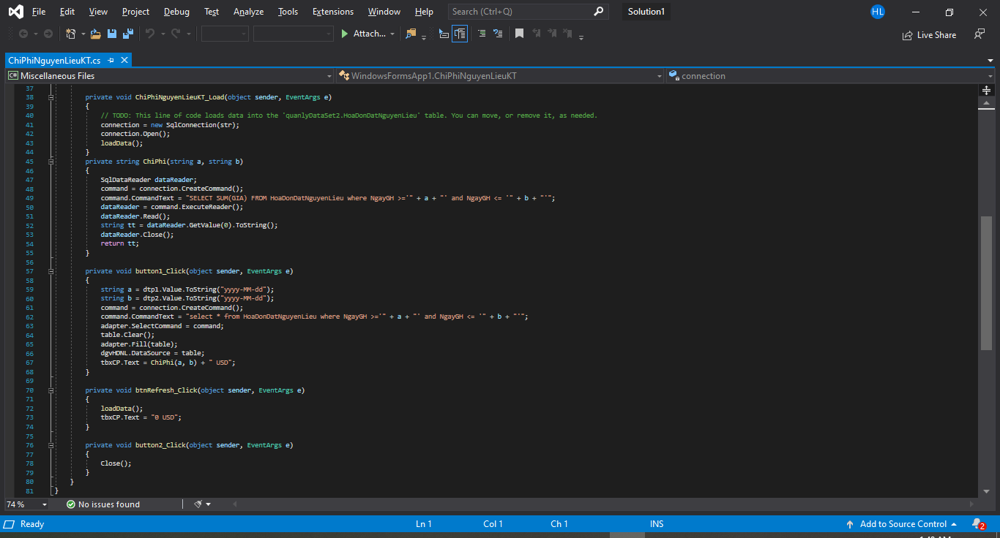 File Edit View Project Debug Test Analyze Tools Extensions Window Help Search (Ctrl+Q) Solution1 HL
Attach... Live Share
ChiPhiNguyenLieuKT.cs
C# Miscellaneous Files WindowsFormsApp1.ChiPhiNguyenLieuKT connection
37
38 private void ChiPhiNguyenLieuKT_Load(object sender, EventArgs e)
39 {
40 // TODO: This line of code loads data into the 'quanlyDataSet2.HoaDonDatNguyenLieu' table. You can move, or remove it, as needed.
41 connection = new SqlConnection(str);
42 connection.Open();
43 loadData();
44 }
45 private string ChiPhi(string a, string b)
46 {
47 SqlDataReader dataReader;
48 command = connection.CreateCommand();
49 command.CommandText = "SELECT SUM(GIA) FROM HoaDonDatNguyenLieu where NgayGH >='" + a + "' and NgayGH <= '" + b + "'";
50 dataReader = command.ExecuteReader();
51 dataReader.Read();
52 string tt = dataReader.GetValue(0).ToString();
53 dataReader.Close();
54 return tt;
55 }
56
57 private void button1_Click(object sender, EventArgs e)
58 {
59 string a = dtp1.Value.ToString("yyyy-MM-dd");
60 string b = dtp2.Value.ToString("yyyy-MM-dd");
61 command = connection.CreateCommand();
62 command.CommandText = "select * from HoaDonDatNguyenLieu where NgayGH >='" + a + "' and NgayGH <= '" + b + "'";
63 adapter.SelectCommand = command;
64 table.Clear();
65 adapter.Fill(table);
66 dgvHDNL.DataSource = table;
67 tbxCP.Text = ChiPhi(a, b) + " USD";
68 }
69
70 private void btnRefresh_Click(object sender, EventArgs e)
71 {
72 loadData();
73 tbxCP.Text = "0 USD";
74 }
75
76 private void button2_Click(object sender, EventArgs e)
77 {
78 Close();
79 }
80 }
81 }
74 % No issues found
Ready Ln 1 Col 1 Ch 1 INS Add to Source Control 2